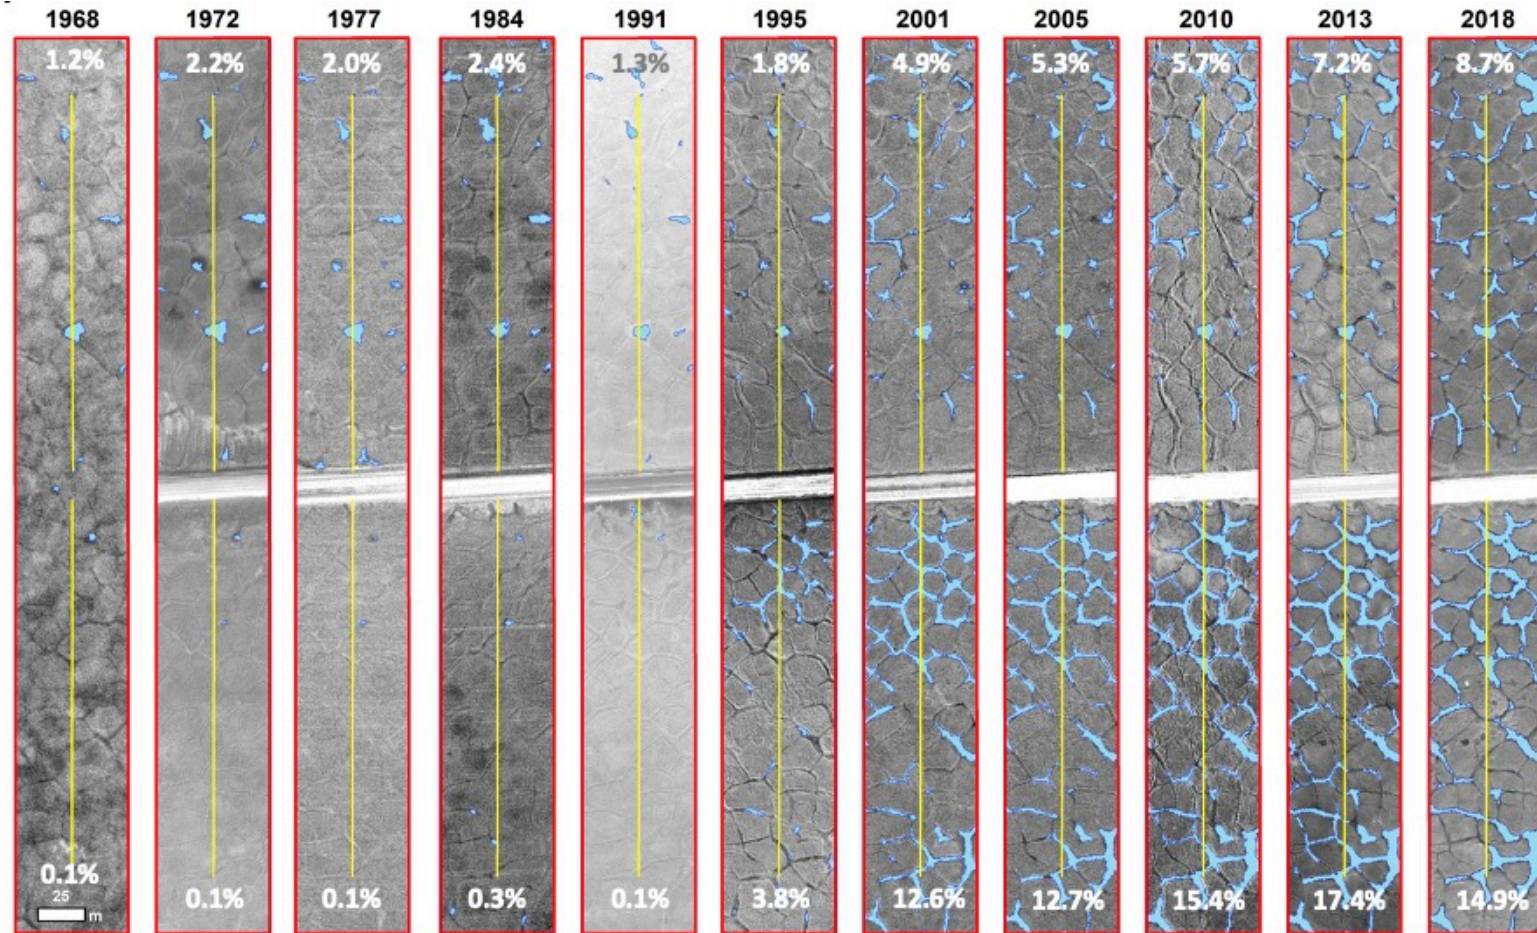 1968 1972 1977 1984 1991 1995 2001 2005 2010 2013 2018
1.2% 2.2% 2.0% 2.4% 1.3% 1.8% 4.9% 5.3% 5.7% 7.2% 8.7%
0.1% 0.1% 0.1% 0.3% 0.1% 3.8% 12.6% 12.7% 15.4% 17.4% 14.9%
25
m